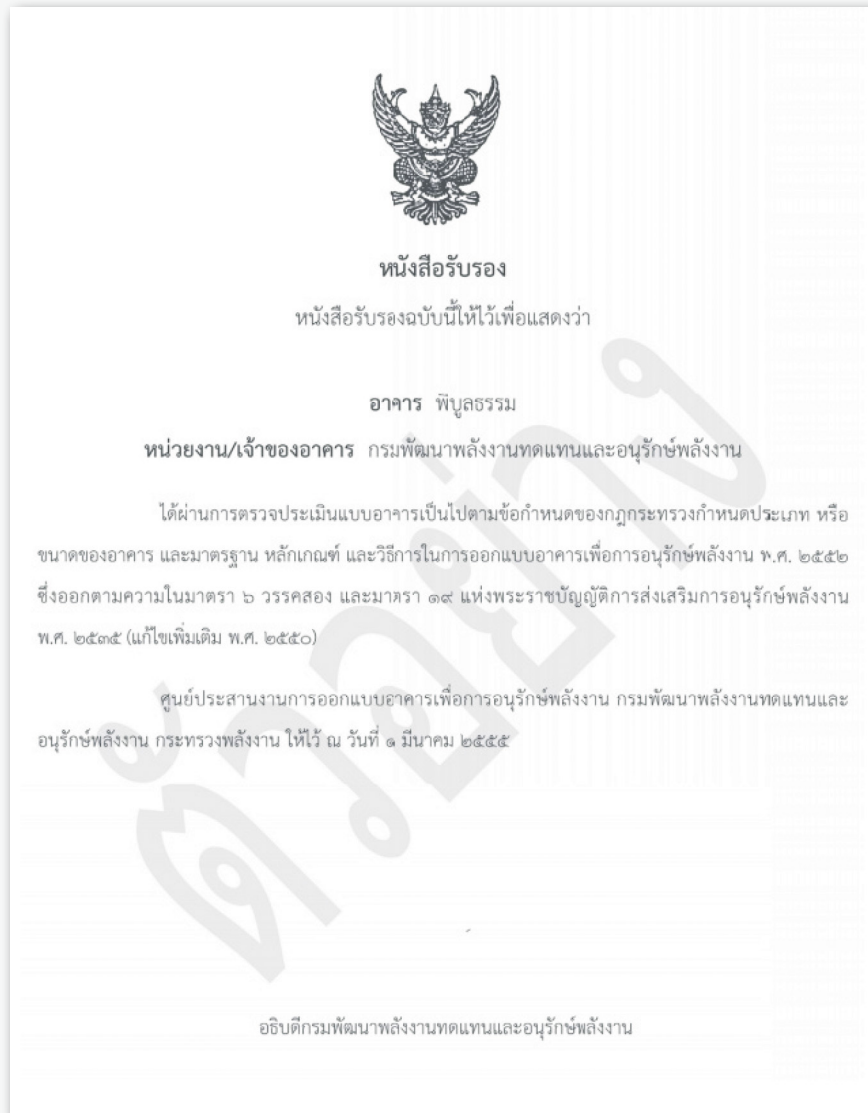 หนังสือรับรอง
หนังสือรับรองฉบับนี้ให้ไว้เพื่อแสดงว่า
อาคาร พิบูลธรรม
หน่วยงาน/เจ้าของอาคาร กรมพัฒนาพลังงานทดแทนและอนุรักษ์พลังงาน
ได้ผ่านการตรวจประเมินแบบอาคารเป็นไปตามข้อกำหนดของกฎกระทรวงกำหนดประเภท หรือ
ขนาดของอาคาร และมาตรฐาน หลักเกณฑ์ และวิธีการในการออกแบบอาคารเพื่อการอนุรักษ์พลังงาน พ.ศ. ๒๕๕๒
ซึ่งออกตามความในมาตรา ๖ วรรคสอง และมาตรา ๑๙ แห่งพระราชบัญญัติการส่งเสริมการอนุรักษ์พลังงาน
พ.ศ. ๒๕๓๕ (แก้ไขเพิ่มเติม พ.ศ. ๒๕๕๐)
ศูนย์ประสานงานการออกแบบอาคารเพื่อการอนุรักษ์พลังงาน กรมพัฒนาพลังงานทดแทนและ
อนุรักษ์พลังงาน กระทรวงพลังงาน ให้ไว้ ณ วันที่ ๑ มีนาคม ๒๕๕๕
ตัวอย่าง
อธิบดีกรมพัฒนาพลังงานทดแทนและอนุรักษ์พลังงาน